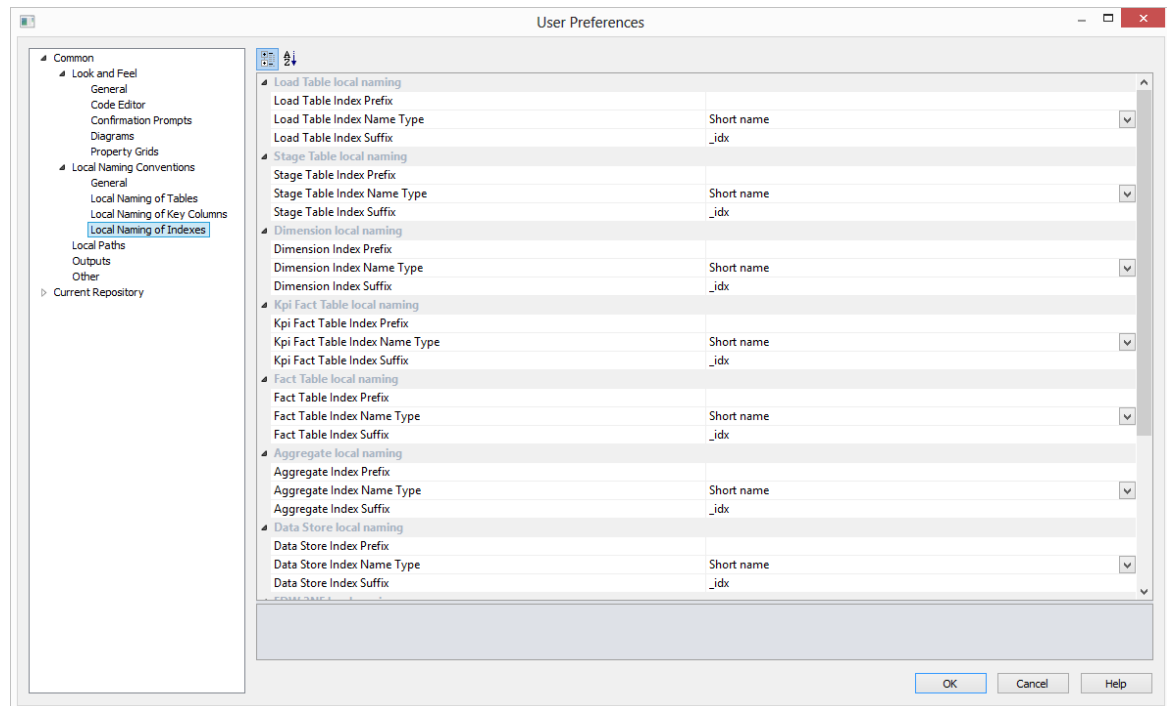 User Preferences
Common
Look and Feel
General
Code Editor
Confirmation Prompts
Diagrams
Property Grids
Local Naming Conventions
General
Local Naming of Tables
Local Naming of Key Columns
Local Naming of Indexes
Local Paths
Outputs
Other
Current Repository
Load Table local naming
Load Table Index Prefix
Load Table Index Name Type Short name
Load Table Index Suffix _idx
Stage Table local naming
Stage Table Index Prefix
Stage Table Index Name Type Short name
Stage Table Index Suffix _idx
Dimension local naming
Dimension Index Prefix
Dimension Index Name Type Short name
Dimension Index Suffix _idx
Kpi Fact Table local naming
Kpi Fact Table Index Prefix
Kpi Fact Table Index Name Type Short name
Kpi Fact Table Index Suffix _idx
Fact Table local naming
Fact Table Index Prefix
Fact Table Index Name Type Short name
Fact Table Index Suffix _idx
Aggregate local naming
Aggregate Index Prefix
Aggregate Index Name Type Short name
Aggregate Index Suffix _idx
Data Store local naming
Data Store Index Prefix
Data Store Index Name Type Short name
Data Store Index Suffix _idx
OK Cancel Help